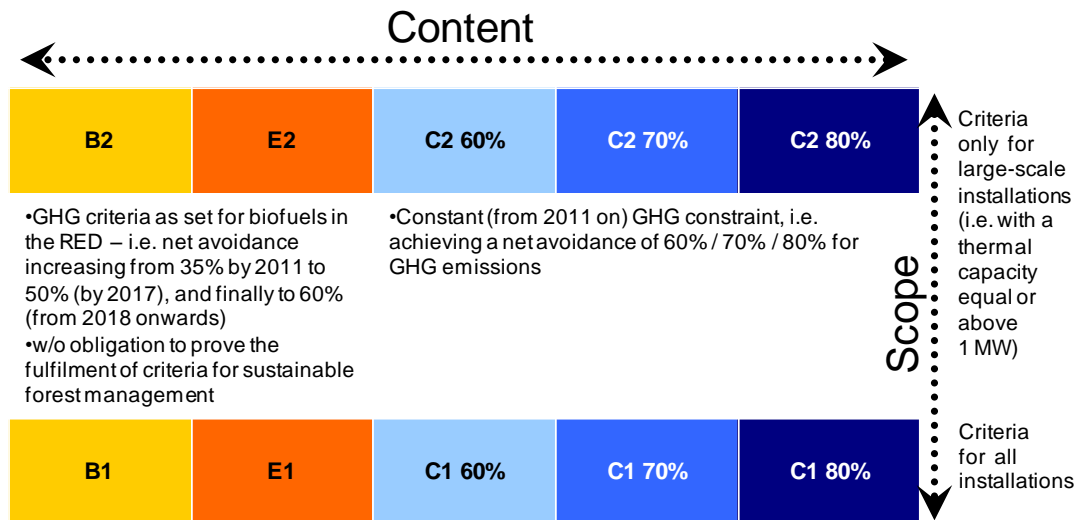 Content
B2
E2
C2 60%
C2 70%
C2 80%
•GHG criteria as set for biofuels in
the RED – i.e. net avoidance
increasing from 35% by 2011 to
50% (by 2017), and finally to 60%
(from 2018 onwards)
•w/o obligation to prove the
fulfilment of criteria for sustainable
forest management
•Constant (from 2011 on) GHG constraint, i.e.
achieving a net avoidance of 60% / 70% / 80% for
GHG emissions
Scope
Criteria
only for
large-scale
installations
(i.e. with a
thermal
capacity
equal or
above
1 MW)
Criteria
for all
installations
B1
E1
C1 60%
C1 70%
C1 80%